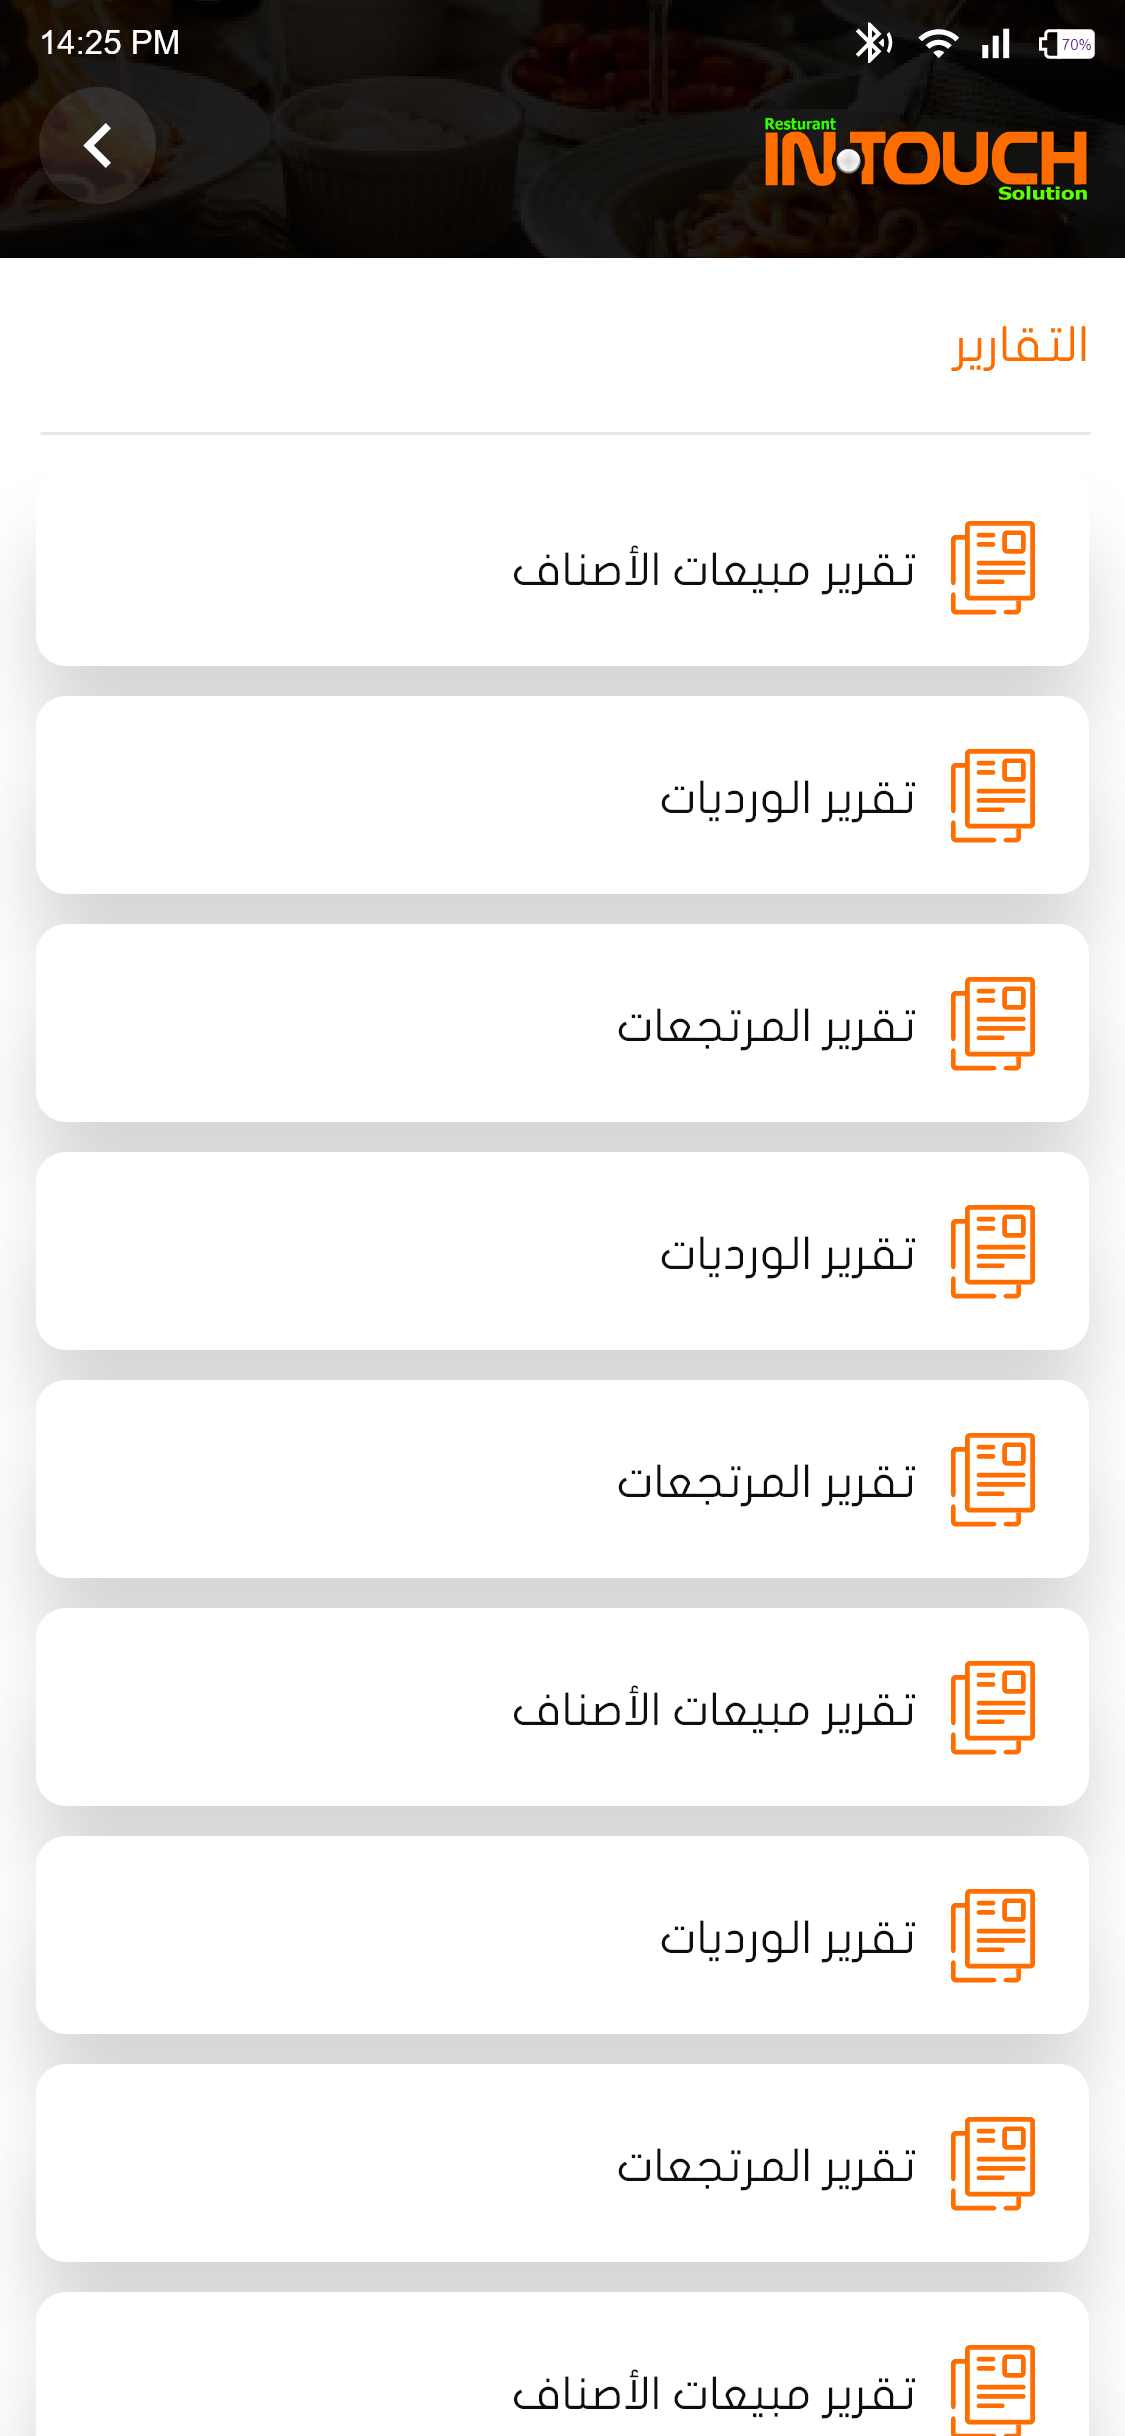 14:25 PM
70%
Resturant
IN.TOUCH
Solution
التقارير
تقرير مبيعات الأصناف
تقرير الورديات
تقرير المرتجعات
تقرير الورديات
تقرير المرتجعات
تقرير مبيعات الأصناف
تقرير الورديات
تقرير المرتجعات
تقرير مبيعات الأصناف